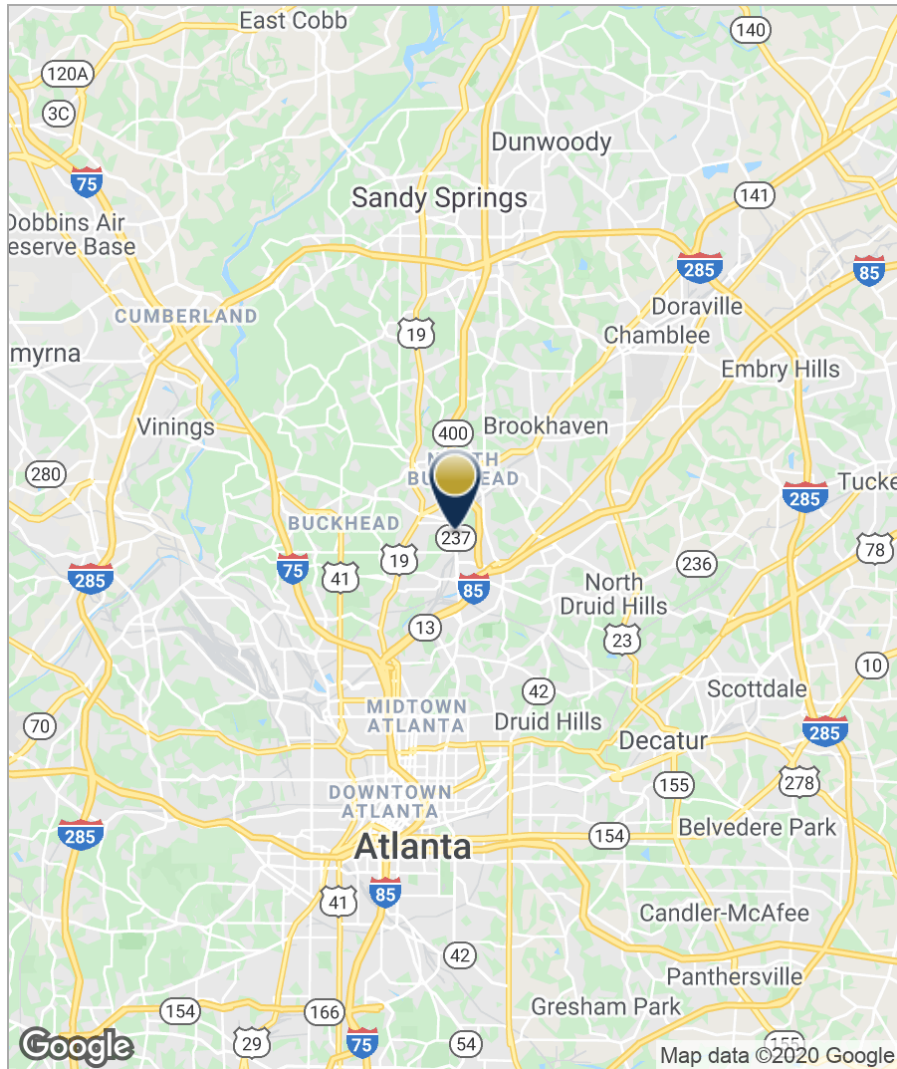 East Cobb
140
120A
3C
Dunwoody
75
Sandy Springs
141
Dobbins Air
eserve Base
285
85
Doraville
CUMBERLAND
19
Chamblee
myrna
Embry Hills
Vinings
400
Brookhaven
280
Tucke
285
BUCKHEAD
237
78
19
236
75
41
285
85
North
Druid Hills
13
23
10
42
Scottdale
MIDTOWN
ATLANTA
Druid Hills
70
Decatur
285
155
278
DOWNTOWN
ATLANTA
285
154
Belvedere Park
Atlanta
85
41
Candler-McAfee
42
Panthersville
154
166
Gresham Park
29
75
54
155
Google
Map data ©2020 Google